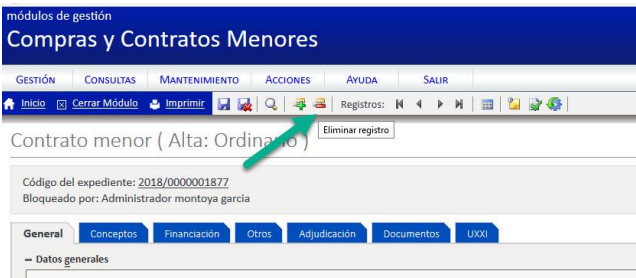 módulos de gestión
Compras y Contratos Menores
GESTIÓN CONSULTAS MANTENIMIENTO ACCIONES AYUDA SALIR
Inicio Cerrar Módulo Imprimir Registros:
Eliminar registro
Contrato menor ( Alta: Ordinario )
Código del expediente: 2018/0000001877
Bloqueado por: Administrador montoya garcia
General Conceptos Financiación Otros Adjudicación Documentos UXXI
– Datos generales